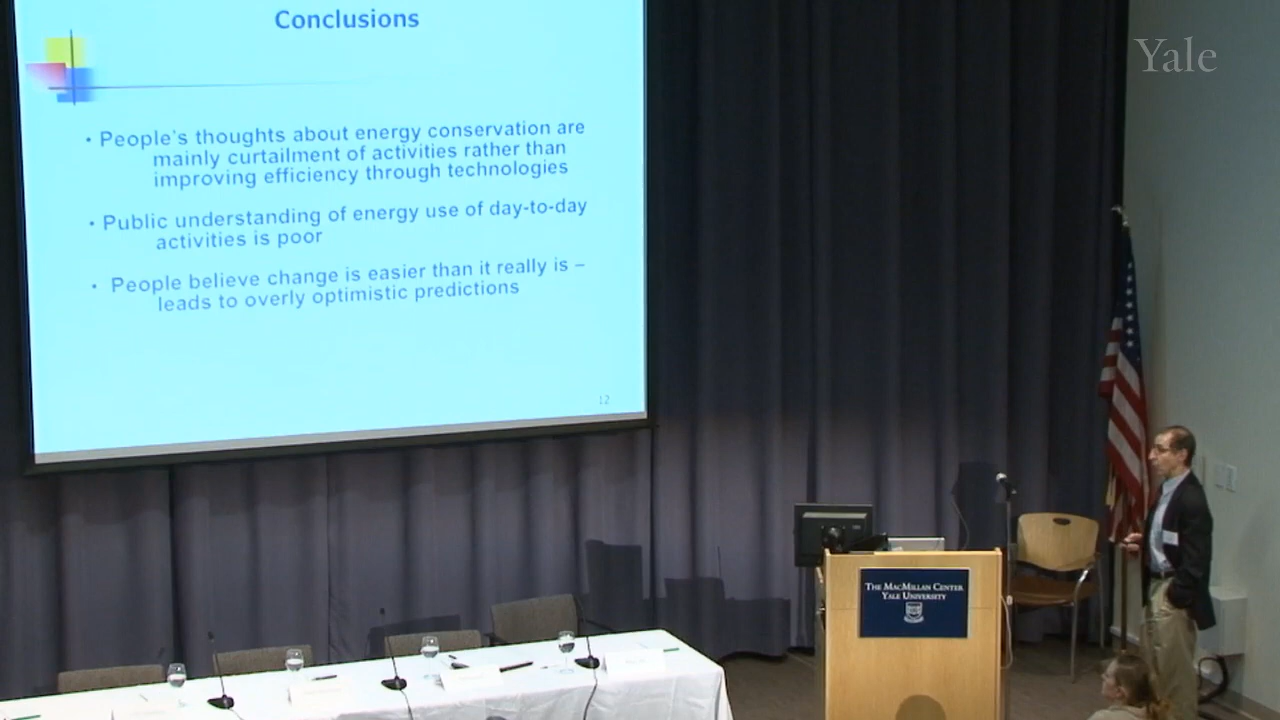 Conclusions
Yale
• People's thoughts about energy conservation are
mainly curtailment of activities rather than
improving efficiency through technologies
• Public understanding of energy use of day-to-day
activities is poor
• People believe change is easier than it really is –
leads to overly optimistic predictions
12
THE MACMILLAN CENTER
YALE UNIVERSITY